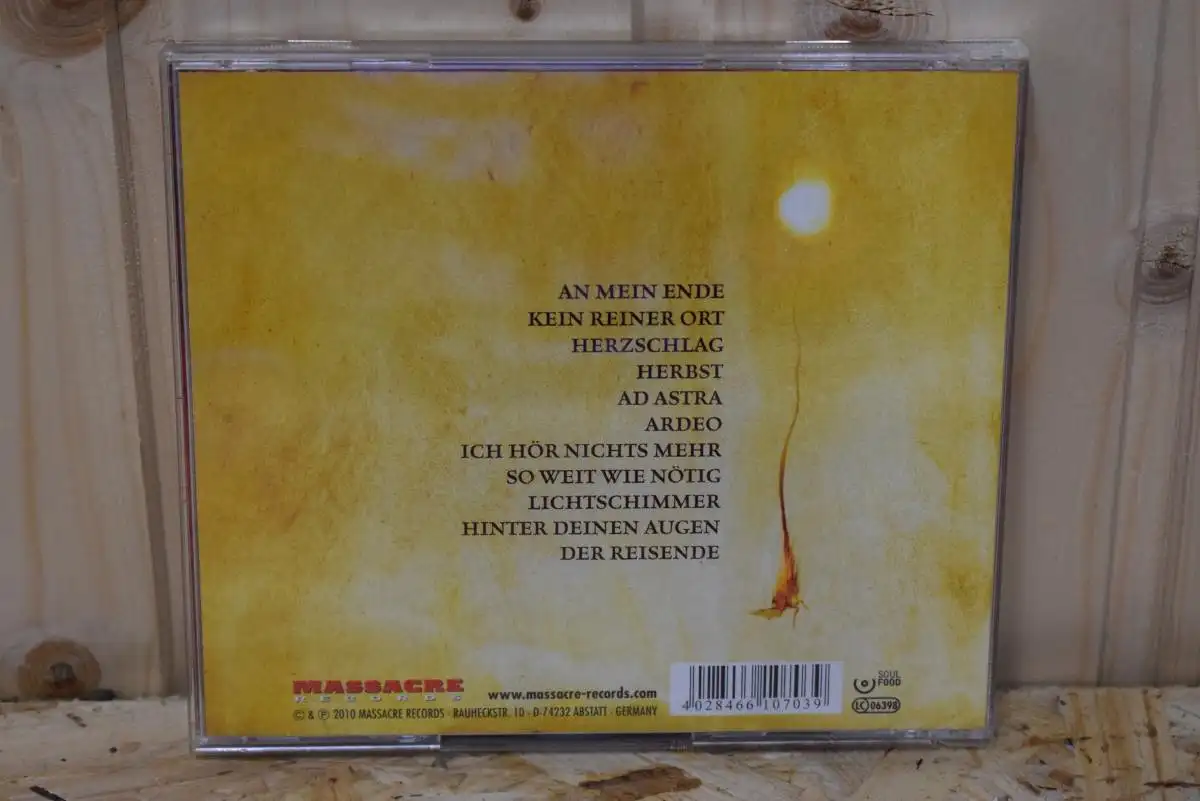 AN MEIN ENDE
KEIN REINER ORT
HERZSCHLAG
HERBST
AD ASTRA
ARDEO
ICH HÖR NICHTS MEHR
SO WEIT WIE NÖTIG
LICHTSCHIMMER
HINTER DEINEN AUGEN
DER REISENDE
MASSACRE
RECORDS
www.massacre-records.com
© & ℗ 2010 MASSACRE RECORDS · RAUHECKSTR. 10 · D-74232 ABSTATT · GERMANY
4 028466 107039
SOUL
FOOD
LC 06398